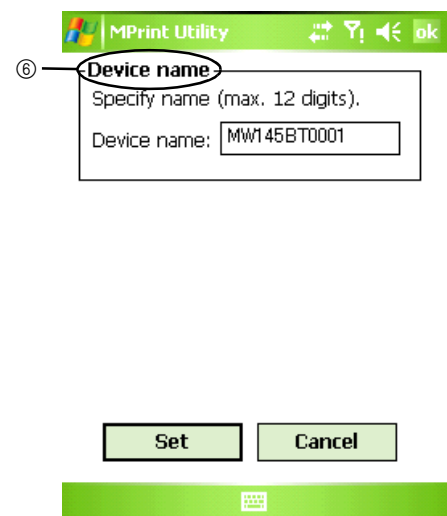 MPrint Utility ok
⑥ Device name
Specify name (max. 12 digits).
Device name: MW145BT0001
Set Cancel